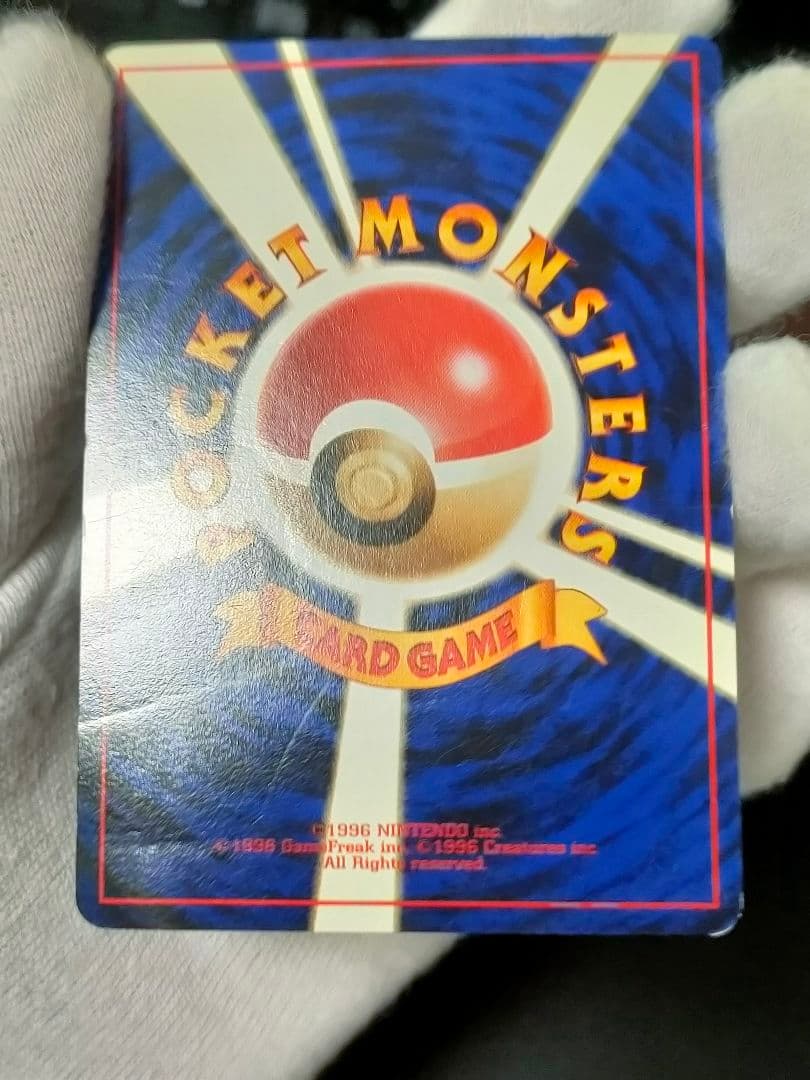 POCKET MONSTERS
CARD GAME
©1996 NINTENDO inc.
©1996 GameFreak inc. ©1996 Creatures inc
All Rights reserved.